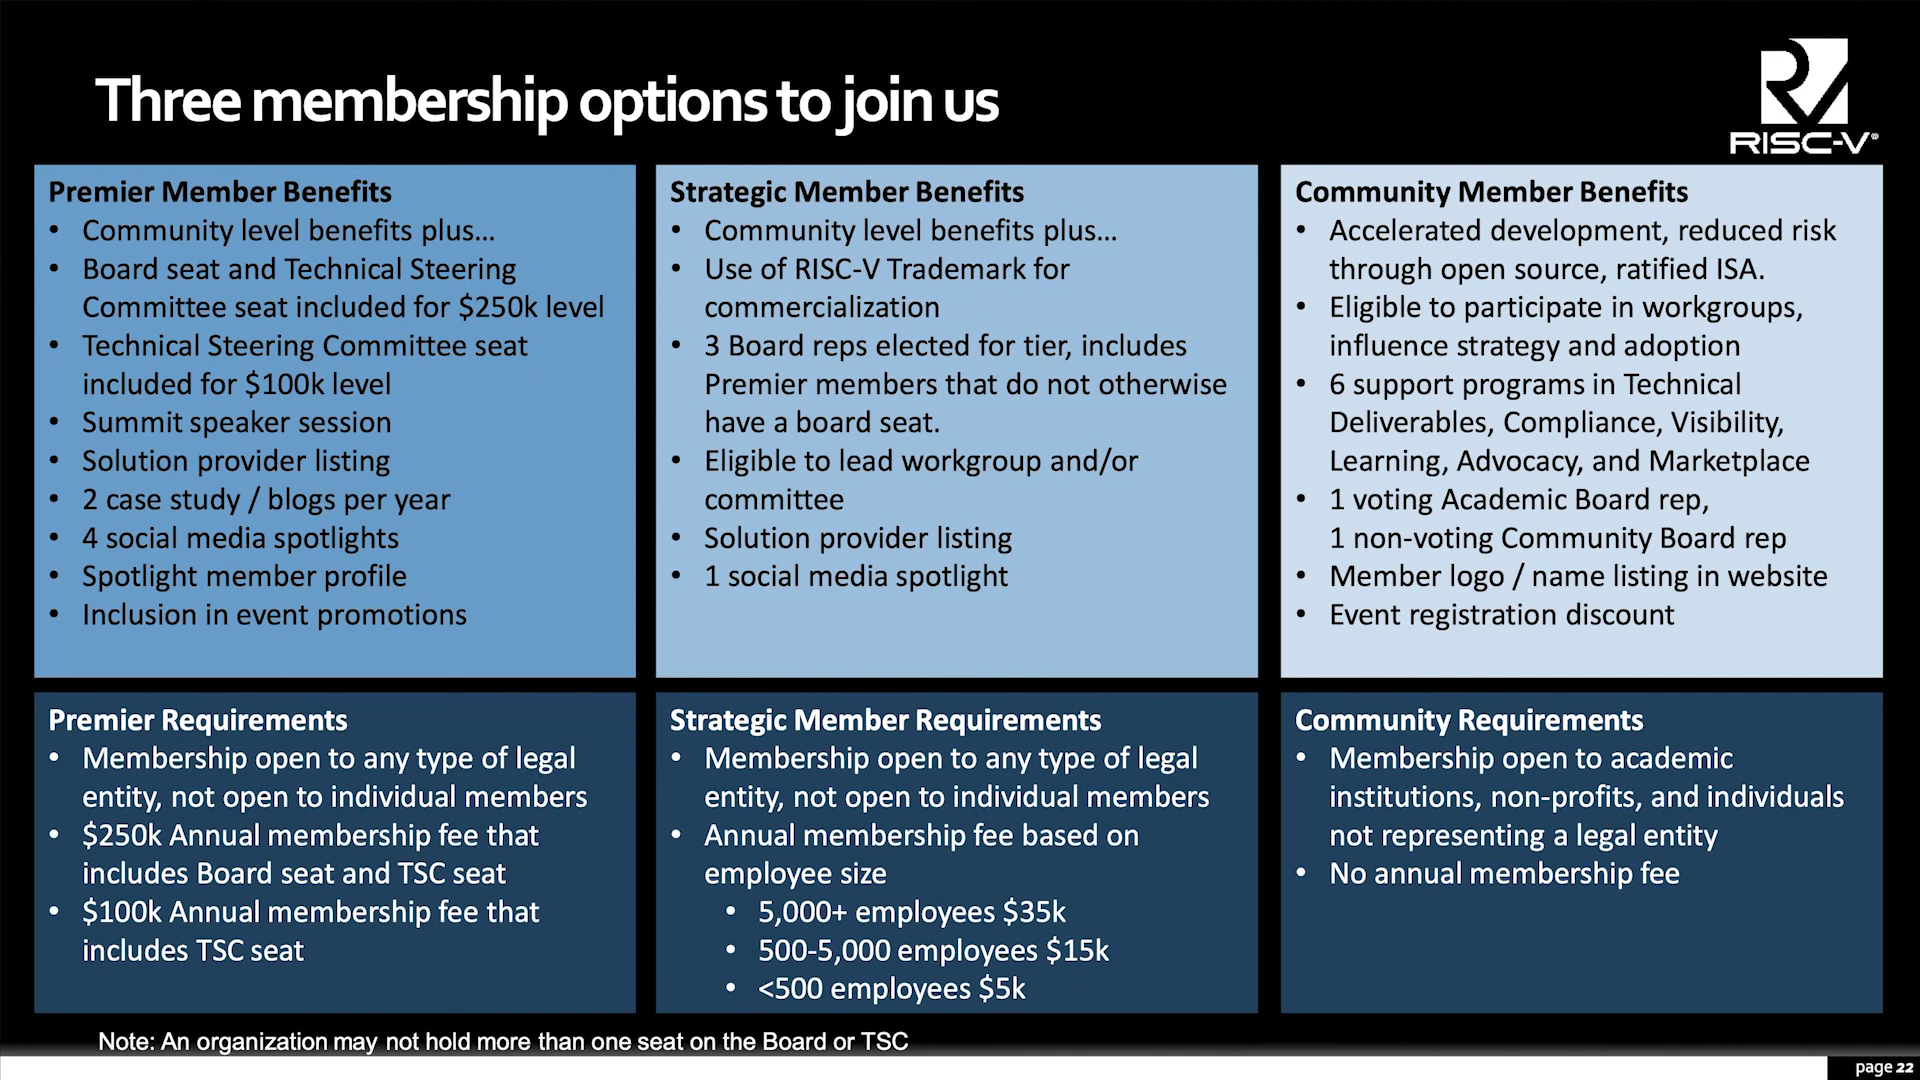 Three membership options to join us
RISC-V®
Premier Member Benefits
• Community level benefits plus...
• Board seat and Technical Steering
Committee seat included for $250k level
• Technical Steering Committee seat
included for $100k level
• Summit speaker session
• Solution provider listing
• 2 case study / blogs per year
• 4 social media spotlights
• Spotlight member profile
• Inclusion in event promotions
Strategic Member Benefits
• Community level benefits plus...
• Use of RISC-V Trademark for
commercialization
• 3 Board reps elected for tier, includes
Premier members that do not otherwise
have a board seat.
• Eligible to lead workgroup and/or
committee
• Solution provider listing
• 1 social media spotlight
Community Member Benefits
• Accelerated development, reduced risk
through open source, ratified ISA.
• Eligible to participate in workgroups,
influence strategy and adoption
• 6 support programs in Technical
Deliverables, Compliance, Visibility,
Learning, Advocacy, and Marketplace
• 1 voting Academic Board rep,
1 non-voting Community Board rep
• Member logo / name listing in website
• Event registration discount
Premier Requirements
• Membership open to any type of legal
entity, not open to individual members
• $250k Annual membership fee that
includes Board seat and TSC seat
• $100k Annual membership fee that
includes TSC seat
Strategic Member Requirements
• Membership open to any type of legal
entity, not open to individual members
• Annual membership fee based on
employee size
• 5,000+ employees $35k
• 500-5,000 employees $15k
• <500 employees $5k
Community Requirements
• Membership open to academic
institutions, non-profits, and individuals
not representing a legal entity
• No annual membership fee
Note: An organization may not hold more than one seat on the Board or TSC
page 22